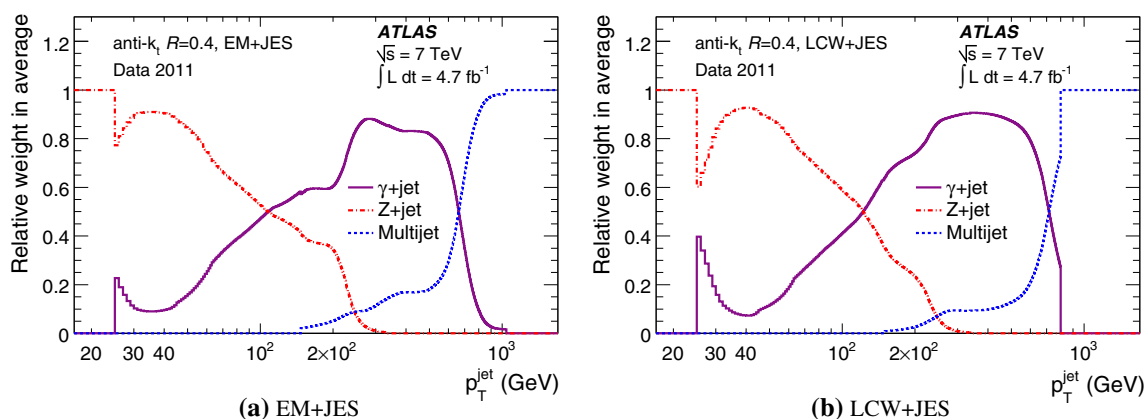 ATLAS
anti-kt R=0.4, EM+JES
√s = 7 TeV
Data 2011
∫L dt = 4.7 fb⁻¹
Relative weight in average
1.2
1
0.8
0.6
0.4
0.2
0
γ+jet
Z+jet
Multijet
20 30 40 10² 2×10² 10³
p_T^jet (GeV)
(a) EM+JES
ATLAS
anti-kt R=0.4, LCW+JES
√s = 7 TeV
Data 2011
∫L dt = 4.7 fb⁻¹
Relative weight in average
1.2
1
0.8
0.6
0.4
0.2
0
γ+jet
Z+jet
Multijet
20 30 40 10² 2×10² 10³
p_T^jet (GeV)
(b) LCW+JES